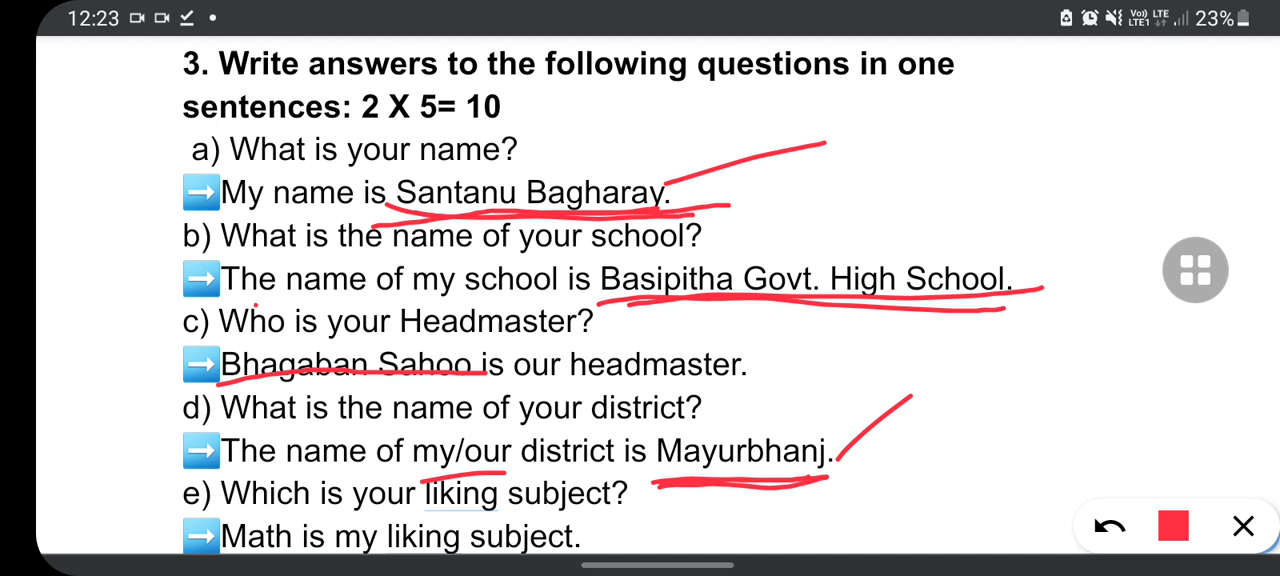 12:23
Vo) LTE
LTE1 23%
3. Write answers to the following questions in one
sentences: 2 X 5= 10
a) What is your name?
➡My name is Santanu Bagharay.
b) What is the name of your school?
➡The name of my school is Basipitha Govt. High School.
c) Who is your Headmaster?
➡Bhagaban Sahoo is our headmaster.
d) What is the name of your district?
➡The name of my/our district is Mayurbhanj.
e) Which is your liking subject?
➡Math is my liking subject.